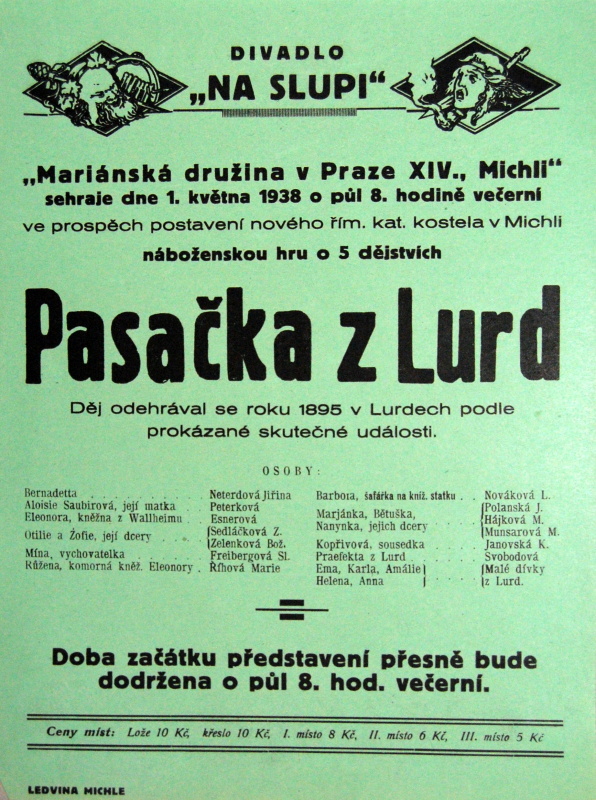 DIVADLO
„NA SLUPI“
„Mariánská družina v Praze XIV., Michli“
sehraje dne 1. května 1938 o půl 8. hodině večerní
ve prospěch postavení nového řím. kat. kostela v Michli
náboženskou hru o 5 dějstvích
Pasačka z Lurd
Děj odehrával se roku 1895 v Lurdech podle
prokázané skutečné události.
OSOBY:
Bernadetta . . . . . . . . . . Neterdová Jiřina
Aloisie Saubirová, její matka . Peterková
Eleonora, kněžna z Wallheimu . Esnerová
Otilie a Žofie, její dcery . . . Sedláčková Z.
Zelenková Bož.
Mína, vychovatelka . . . . . Freibergová Sl.
Růžena, komorná kněž. Eleonory . Říhová Marie
Barbora, šafářka na kníž. statku . . Nováková L.
Marjánka, Bětuška, Polanská J.
Nanynka, jejich dcery . . Hájková M.
Munsarová M.
Kopřivová, sousedka . . . Janovská K.
Praefekta z Lurd . . . . . Svobodová
Ema, Karla, Amálie . . . Malé dívky
Helena, Anna . . . z Lurd.
Doba začátku představení přesně bude
dodržena o půl 8. hod. večerní.
Ceny míst: Lože 10 Kč, křeslo 10 Kč, I. místo 8 Kč, II. místo 6 Kč, III. místo 5 Kč
LEDVINA MICHLE